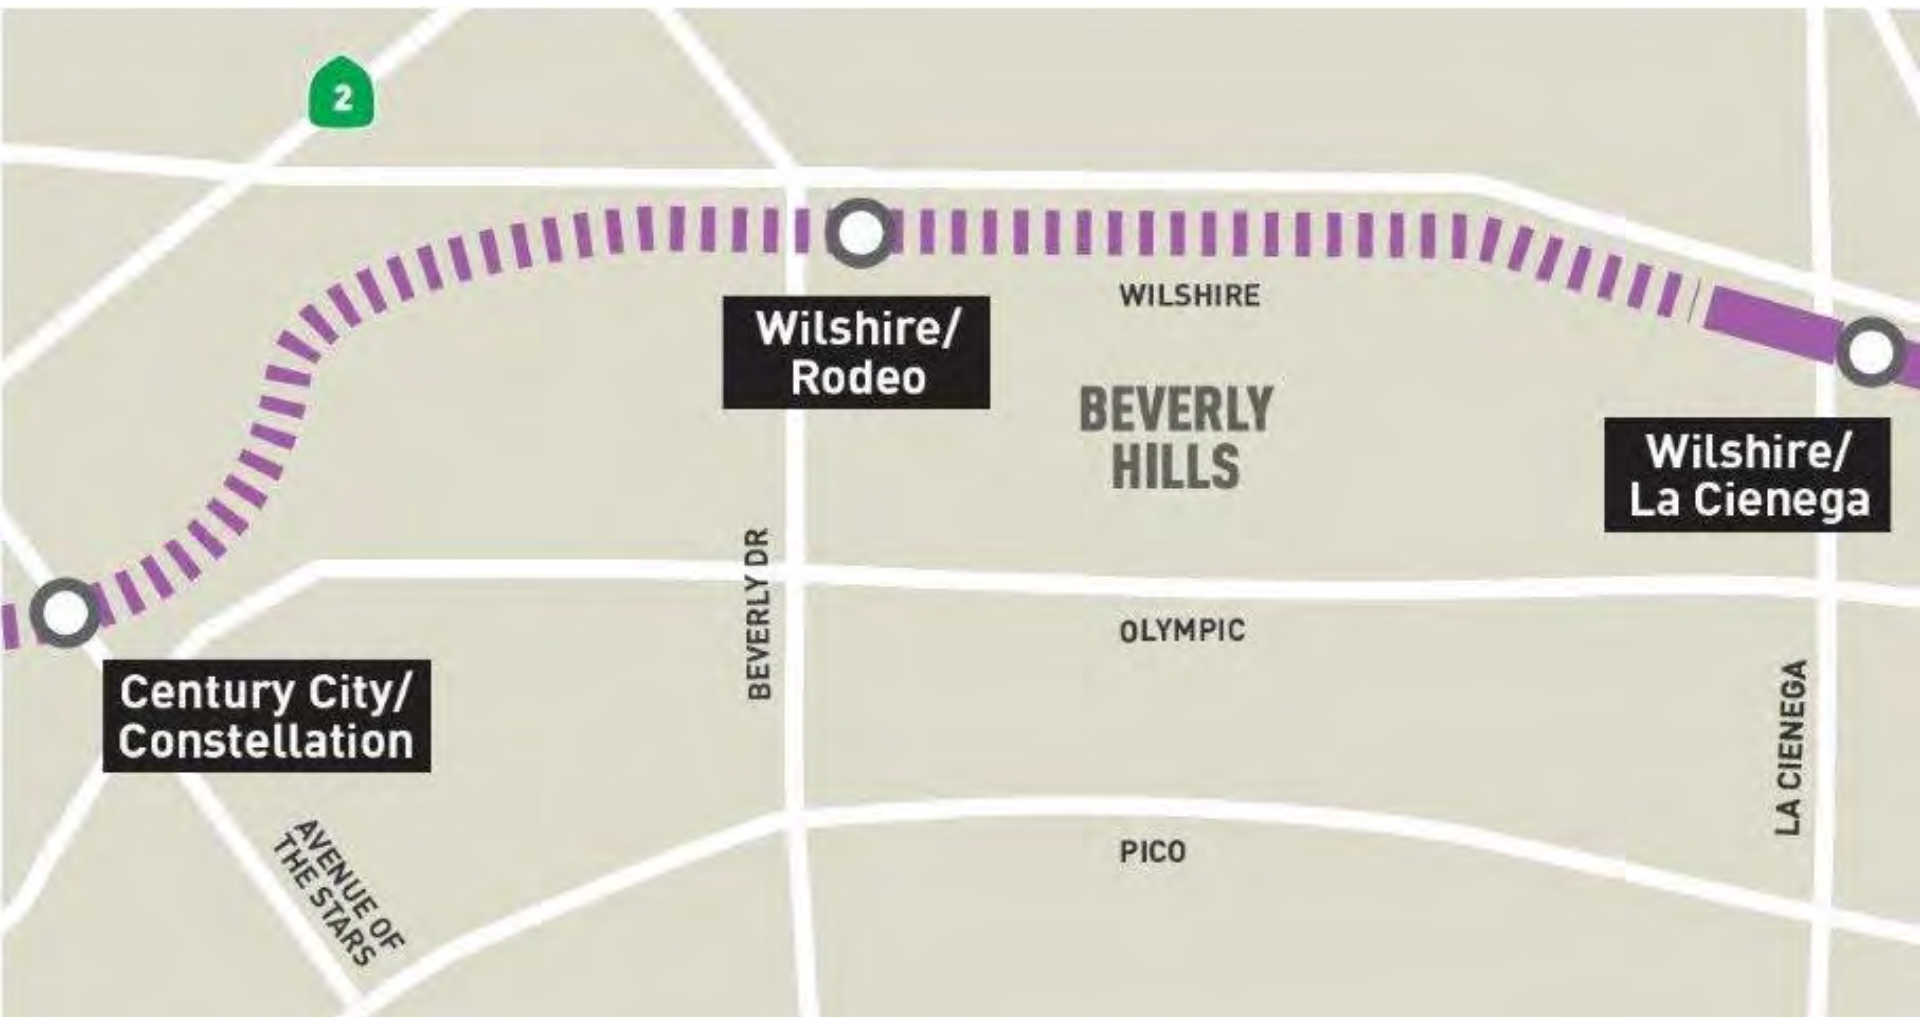 2
WILSHIRE
Wilshire/
Rodeo
BEVERLY
HILLS
Wilshire/
La Cienega
BEVERLY DR
OLYMPIC
Century City/
Constellation
LA CIENEGA
AVENUE OF
THE STARS
PICO